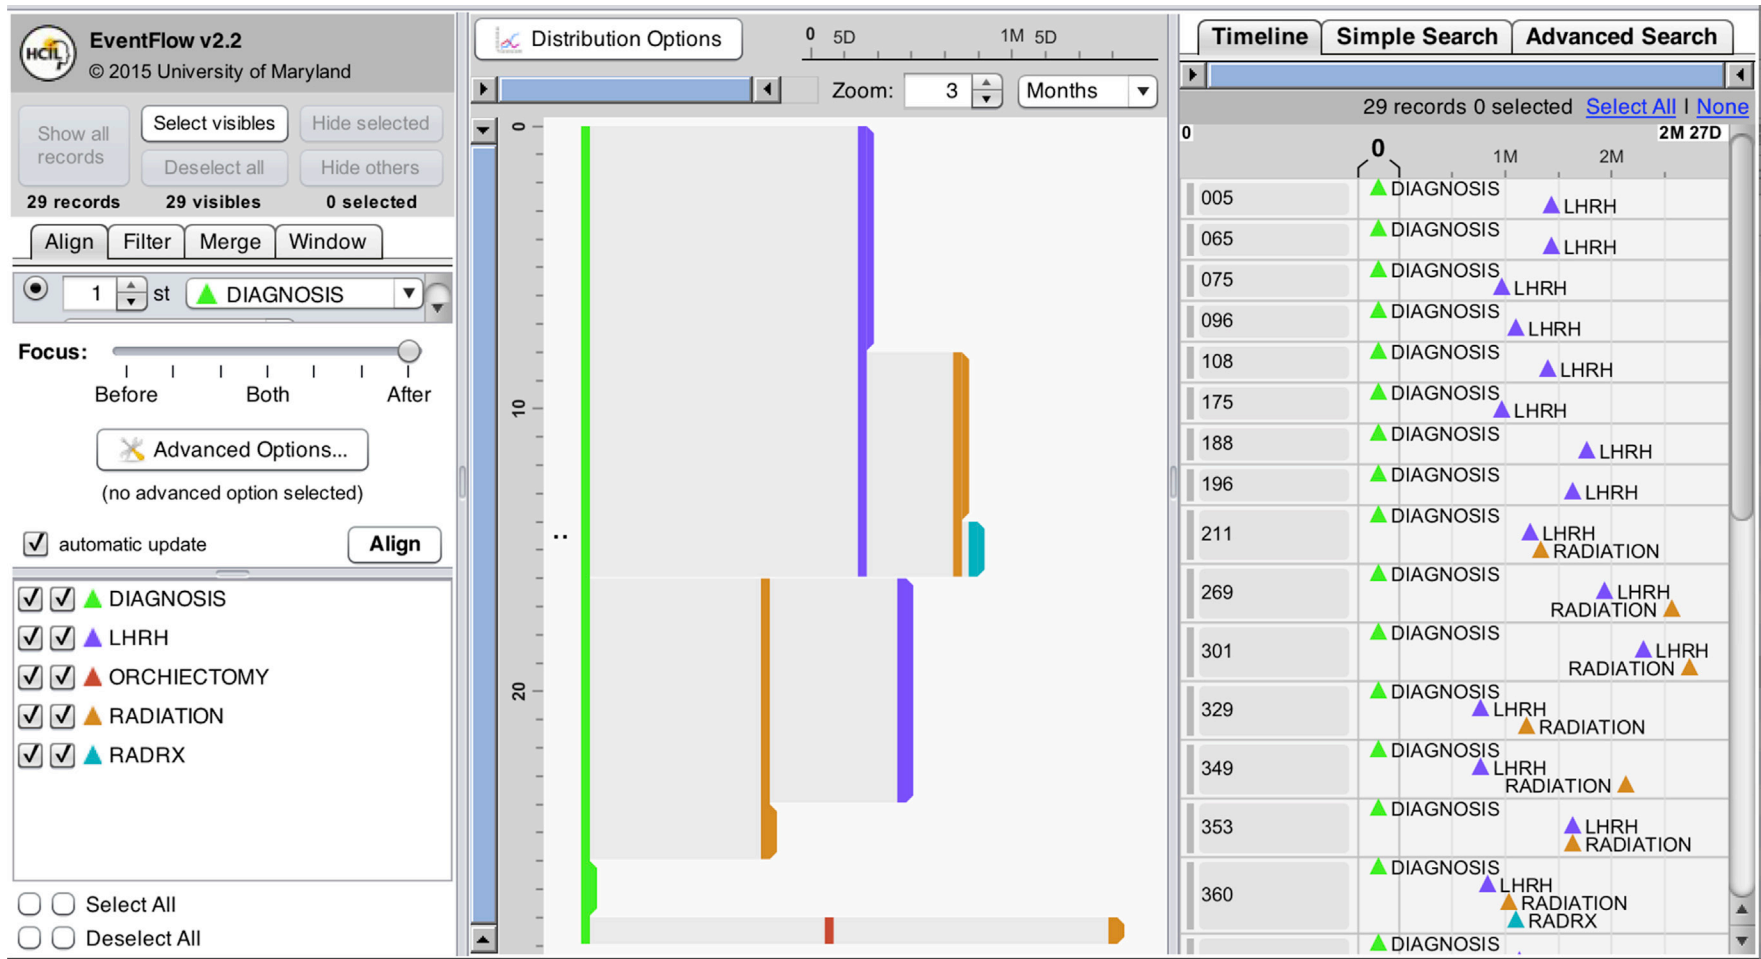 HCIL
EventFlow v2.2
© 2015 University of Maryland
Show all
records
Select visibles
Hide selected
Deselect all
Hide others
29 records
29 visibles
0 selected
Align
Filter
Merge
Window
1
st
DIAGNOSIS
Focus:
Before
Both
After
Advanced Options...
(no advanced option selected)
automatic update
Align
DIAGNOSIS
LHRH
ORCHIECTOMY
RADIATION
RADRX
Select All
Deselect All
Distribution Options
0 5D 1M 5D
Zoom: 3 Months
0
10
20
Timeline
Simple Search
Advanced Search
29 records 0 selected Select All | None
0 2M 27D
0 1M 2M
005 DIAGNOSIS
LHRH
065 DIAGNOSIS
LHRH
075 DIAGNOSIS
LHRH
096 DIAGNOSIS
LHRH
108 DIAGNOSIS
LHRH
175 DIAGNOSIS
LHRH
188 DIAGNOSIS
LHRH
196 DIAGNOSIS
LHRH
211 DIAGNOSIS
LHRH
RADIATION
269 DIAGNOSIS
LHRH
RADIATION
301 DIAGNOSIS
LHRH
RADIATION
329 DIAGNOSIS
LHRH
RADIATION
349 DIAGNOSIS
LHRH
RADIATION
353 DIAGNOSIS
LHRH
RADIATION
360 DIAGNOSIS
LHRH
RADIATION
RADRX
DIAGNOSIS